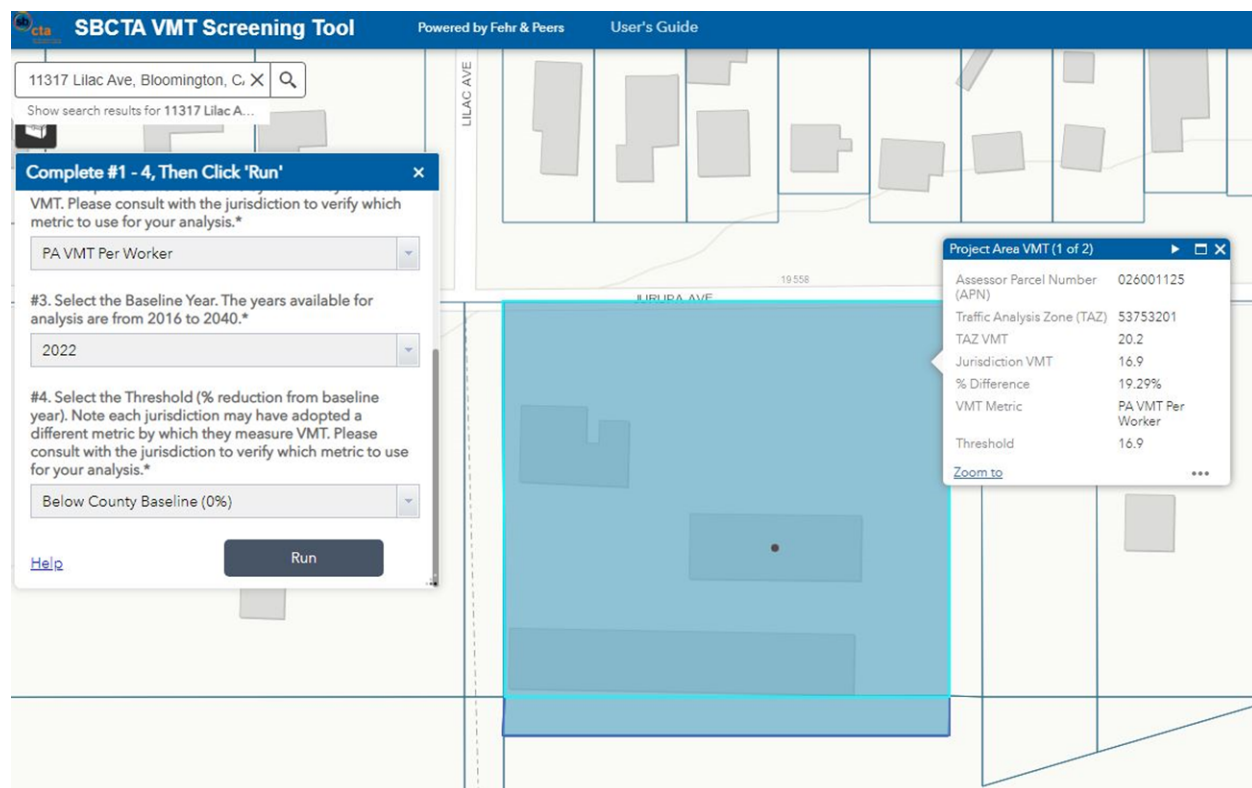 sb
cta
SBCTA VMT Screening Tool
Powered by Fehr & Peers
User's Guide
11317 Lilac Ave, Bloomington, C
Show search results for 11317 Lilac A...
LILAC AVE
Complete #1 - 4, Then Click 'Run'
VMT. Please consult with the jurisdiction to verify which
metric to use for your analysis.*
PA VMT Per Worker
#3. Select the Baseline Year. The years available for
analysis are from 2016 to 2040.*
2022
#4. Select the Threshold (% reduction from baseline
year). Note each jurisdiction may have adopted a
different metric by which they measure VMT. Please
consult with the jurisdiction to verify which metric to use
for your analysis.*
Below County Baseline (0%)
Help
Run
19558
JURUPA AVE
Project Area VMT (1 of 2)
Assessor Parcel Number 026001125
(APN)
Traffic Analysis Zone (TAZ) 53753201
TAZ VMT 20.2
Jurisdiction VMT 16.9
% Difference 19.29%
VMT Metric PA VMT Per
Worker
Threshold 16.9
Zoom to